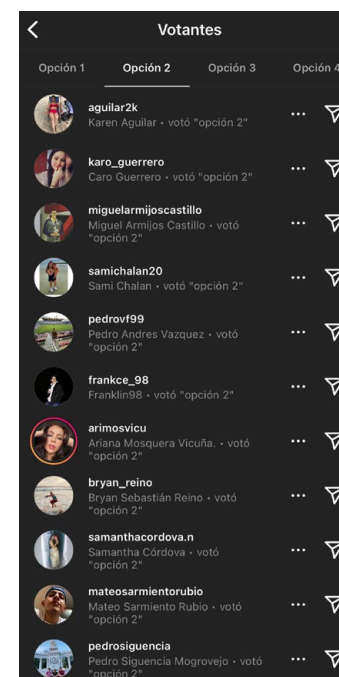 Votantes
Opción 1 Opción 2 Opción 3 Opción 4
aguilar2k
Karen Aguilar • votó "opción 2"
karo_guerrero
Caro Guerrero • votó "opción 2"
miguelarmijoscastillo
Miguel Armijos Castillo • votó
"opción 2"
samichalan20
Sami Chalan • votó "opción 2"
pedrovf99
Pedro Andres Vazquez • votó
"opción 2"
frankce_98
Franklin98 • votó "opción 2"
arimosvicu
Ariana Mosquera Vicuña. • votó
"opción 2"
bryan_reino
Bryan Sebastián Reino • votó
"opción 2"
samanthacordova.n
Samantha Córdova • votó
"opción 2"
mateosarmientorubio
Mateo Sarmiento Rubio • votó
"opción 2"
pedrosiguencia
Pedro Siguencia Mogrovejo • votó
"opción 2"